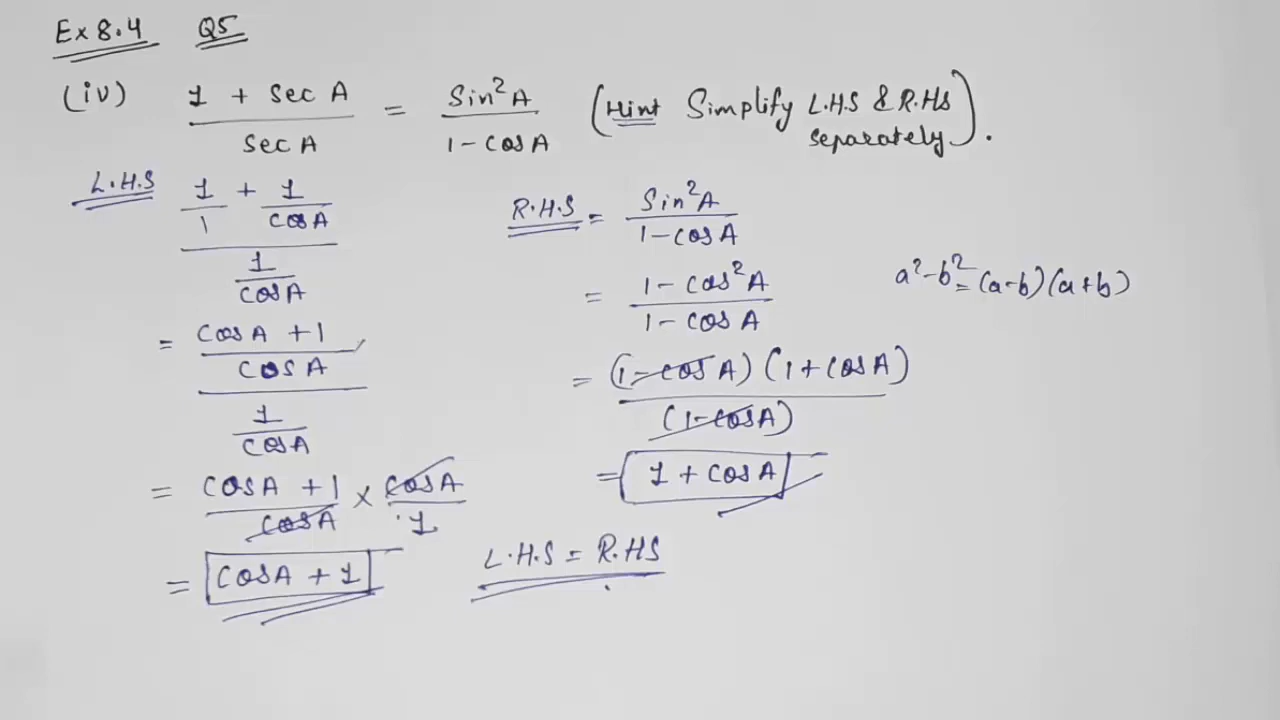 Ex 8.4 Q5
(iv) 1 + sec A / sec A = Sin²A / 1 - cos A (Hint Simplify L.H.S & R.H.S separately).
L.H.S 1/1 + 1/cos A / 1/cos A
= cos A + 1 / cos A / 1/cos A
= cos A + 1 / cos A × cos A / 1
= cos A + 1
R.H.S = Sin²A / 1 - cos A
= 1 - cos²A / 1 - cos A
a² - b² = (a - b) (a + b)
= (1 - cos A) (1 + cos A) / (1 - cos A)
= 1 + cos A
L.H.S = R.H.S